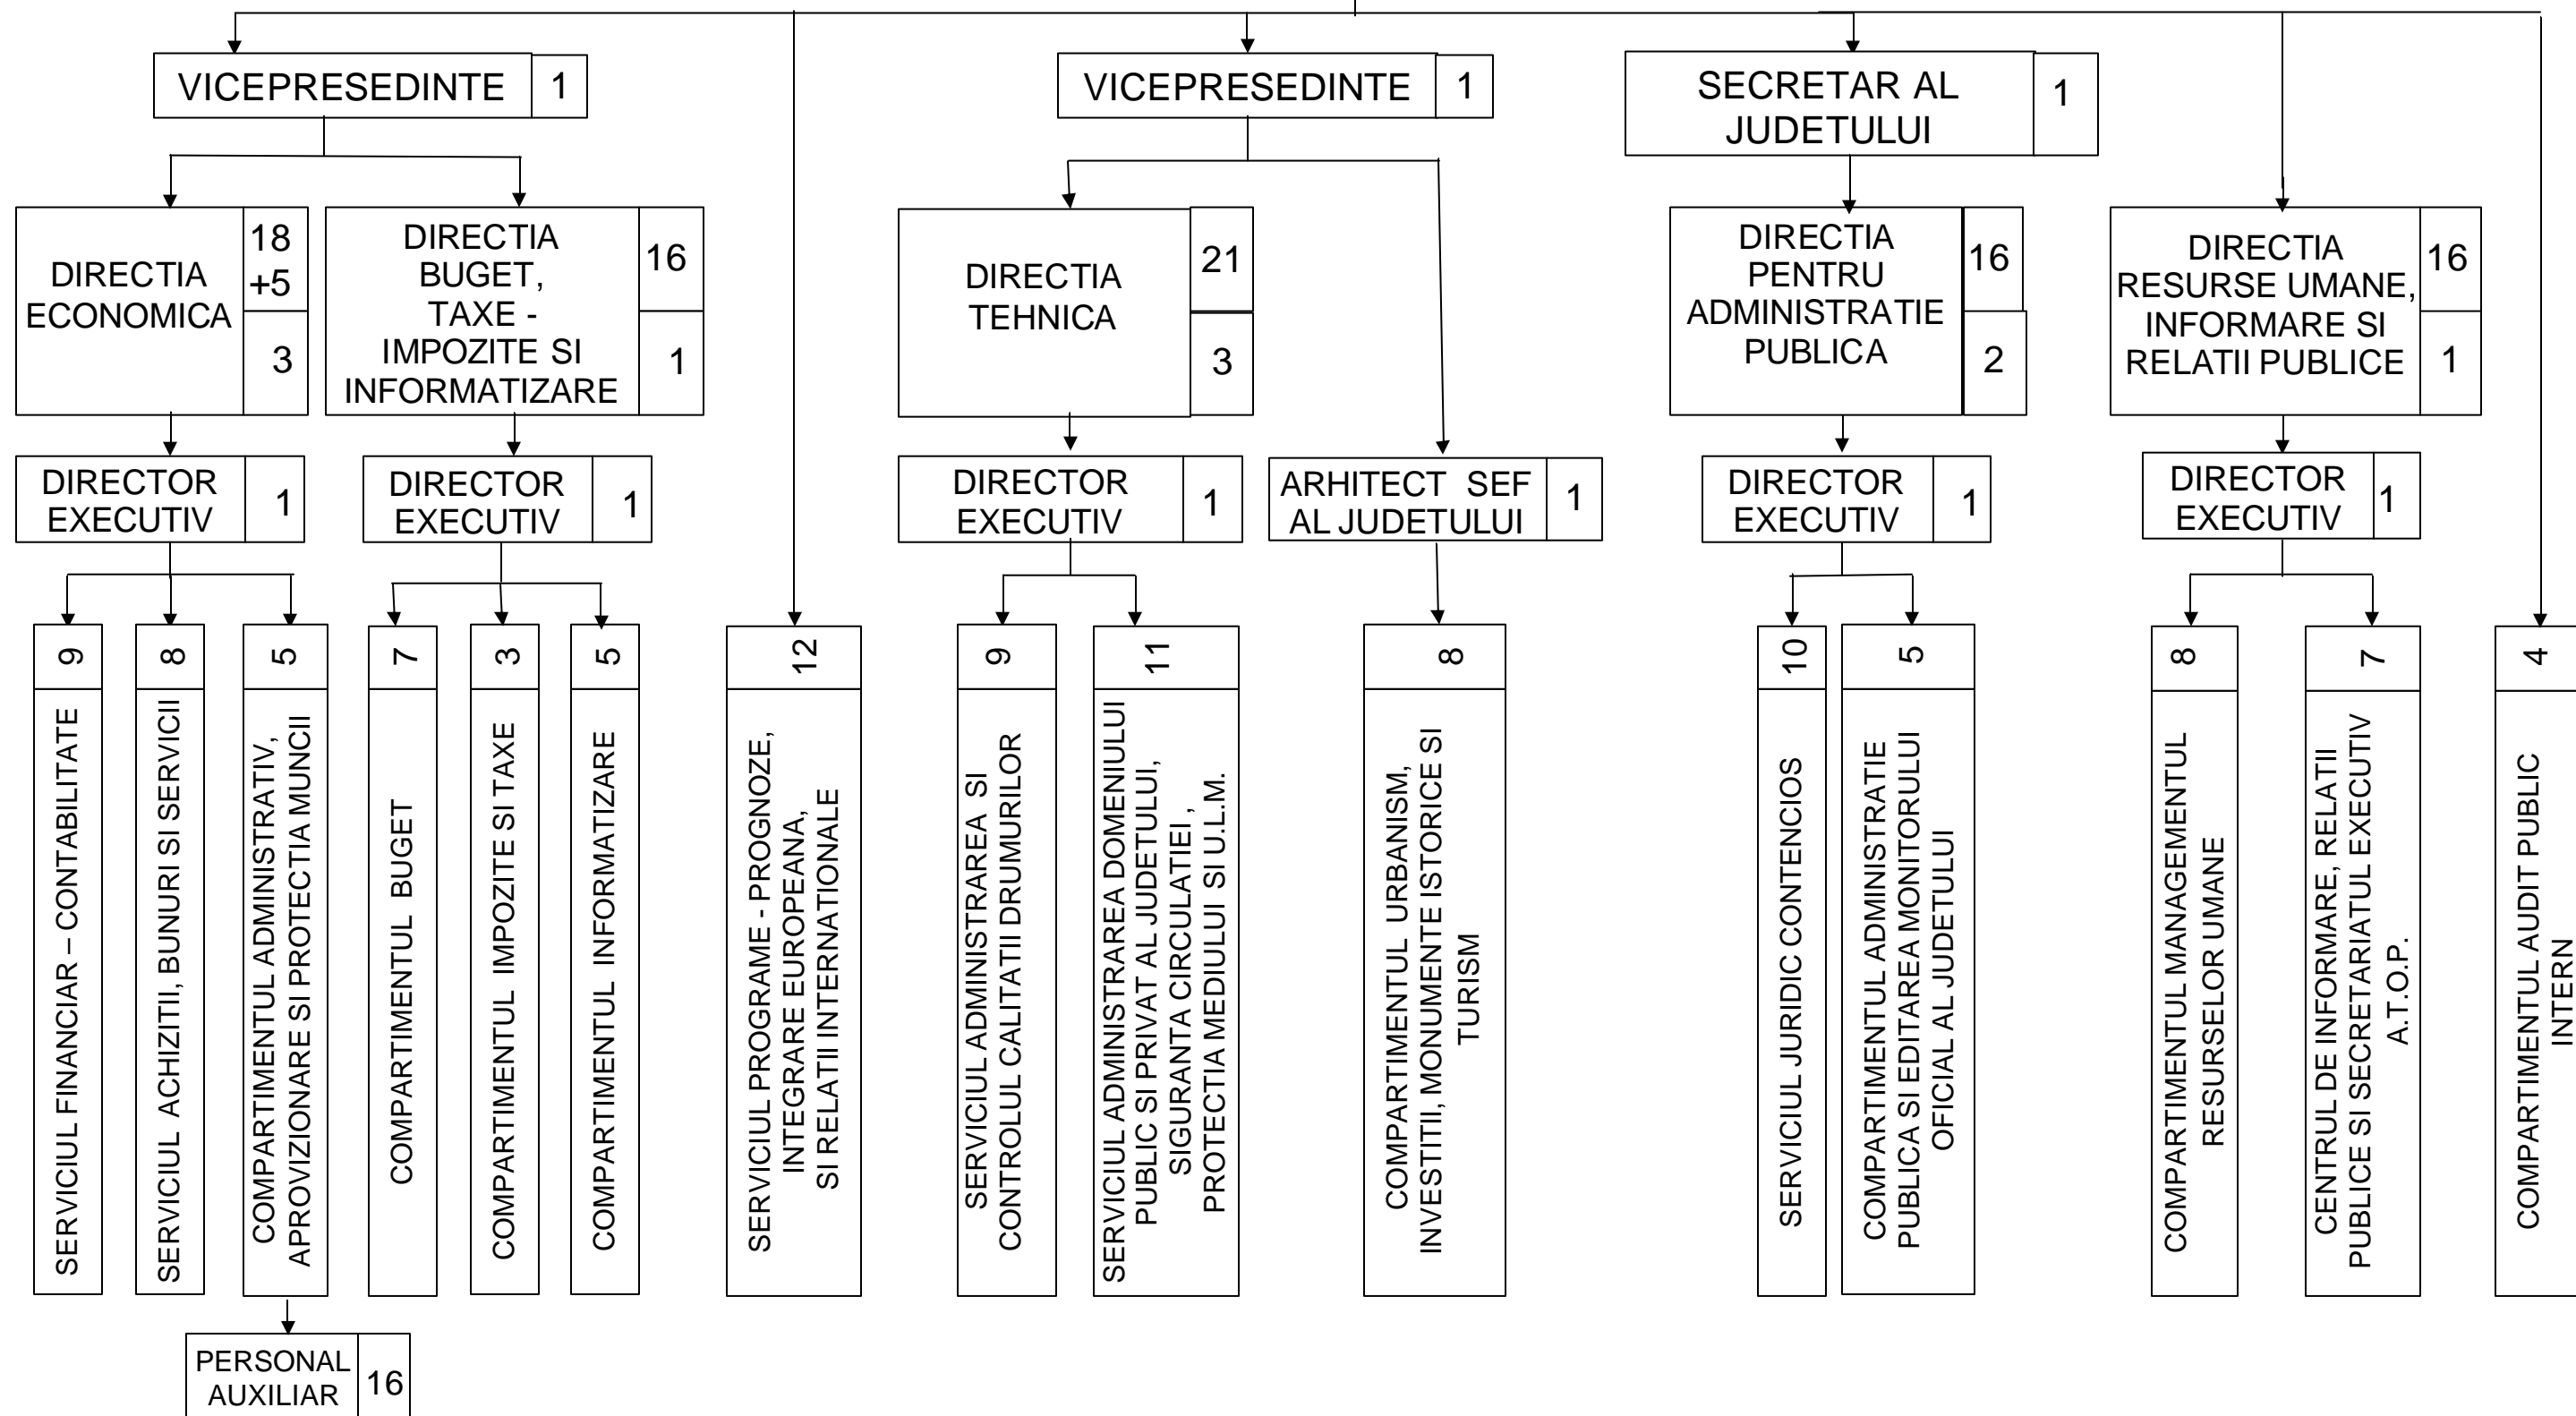 VICEPRESEDINTE 1
VICEPRESEDINTE 1
SECRETAR AL
JUDETULUI
1
DIRECTIA
ECONOMICA
18
+5
3
DIRECTIA
BUGET,
TAXE -
IMPOZITE SI
INFORMATIZARE
16
1
DIRECTIA
TEHNICA
21
3
DIRECTIA
PENTRU
ADMINISTRATIE
PUBLICA
16
2
DIRECTIA
RESURSE UMANE,
INFORMARE SI
RELATII PUBLICE
16
1
DIRECTOR
EXECUTIV
1
DIRECTOR
EXECUTIV
1
DIRECTOR
EXECUTIV
1
ARHITECT SEF
AL JUDETULUI
1
DIRECTOR
EXECUTIV
1
DIRECTOR
EXECUTIV
1
9
SERVICIUL FINANCIAR – CONTABILITATE
8
SERVICIUL ACHIZITII, BUNURI SI SERVICII
5
COMPARTIMENTUL ADMINISTRATIV,
APROVIZIONARE SI PROTECTIA MUNCII
7
COMPARTIMENTUL BUGET
3
COMPARTIMENTUL IMPOZITE SI TAXE
5
COMPARTIMENTUL INFORMATIZARE
12
SERVICIUL PROGRAME - PROGNOZE,
INTEGRARE EUROPEANA,
SI RELATII INTERNATIONALE
9
SERVICIUL ADMINISTRAREA SI
CONTROLUL CALITATII DRUMURILOR
11
SERVICIUL ADMINISTRAREA DOMENIULUI
PUBLIC SI PRIVAT AL JUDETULUI,
SIGURANTA CIRCULATIEI ,
PROTECTIA MEDIULUI SI U.L.M.
8
COMPARTIMENTUL URBANISM,
INVESTITII, MONUMENTE ISTORICE SI
TURISM
10
SERVICIUL JURIDIC CONTENCIOS
5
COMPARTIMENTUL ADMINISTRATIE
PUBLICA SI EDITAREA MONITORULUI
OFICIAL AL JUDETULUI
8
COMPARTIMENTUL MANAGEMENTUL
RESURSELOR UMANE
7
CENTRUL DE INFORMARE, RELATII
PUBLICE SI SECRETARIATUL EXECUTIV
A.T.O.P.
4
COMPARTIMENTUL AUDIT PUBLIC
INTERN
PERSONAL
AUXILIAR
16